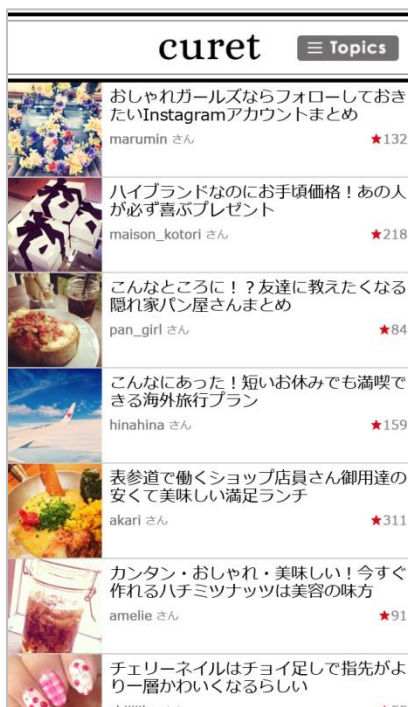 curet
Topics
おしゃれガールズならフォローしておき
たいInstagramアカウントまとめ
marumin さん
★132
ハイブランドなのにお手頃価格！あの人
が必ず喜ぶプレゼント
maison_kotori さん
★218
こんなところに！？友達に教えたくなる
隠れ家パン屋さんまとめ
pan_girl さん
★84
こんなにあった！短いお休みでも満喫で
きる海外旅行プラン
hinahina さん
★159
表参道で働くショップ店員さん御用達の
安くて美味しい満足ランチ
akari さん
★311
カンタン・おしゃれ・美味しい！今すぐ
作れるハチミツナッツは美容の味方
amelie さん
★91
チェリーネイルはチョイ足しで指先がよ
り一層かわいくなるらしい